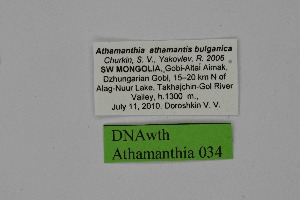 Athamanthia athamantis bulganica
Churkin, S. V., Yakovlev, R. 2005
SW MONGOLIA, Gobi-Altai Aimak,
Dzhungarian Gobi, 15–20 km N of
Alag-Nuur Lake, Takhajchin-Gol River
Valley, h.1300 m.,
July 11, 2010. Doroshkin V. V.
DNAwth
Athamanthia 034